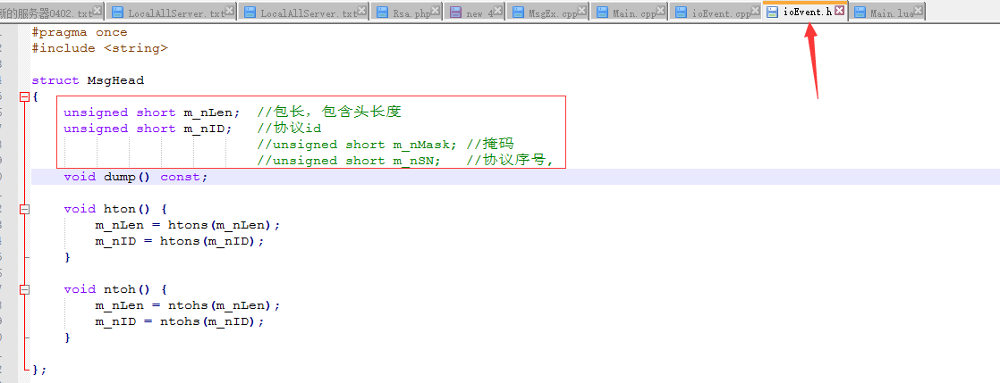 新的服务器0402.txt LocalAllServer.txt LocalAllServer.txt Rsa.php new 4 MsgEx.cpp Main.cpp ioEvent.cpp ioEvent.h Main.lua
#pragma once
#include <string>
struct MsgHead
{
unsigned short m_nLen; //包长，包含头长度
unsigned short m_nID; //协议id
//unsigned short m_nMask; //掩码
//unsigned short m_nSN; //协议序号,
void dump() const;
void hton() {
m_nLen = htons(m_nLen);
m_nID = htons(m_nID);
}
void ntoh() {
m_nLen = ntohs(m_nLen);
m_nID = ntohs(m_nID);
}
};